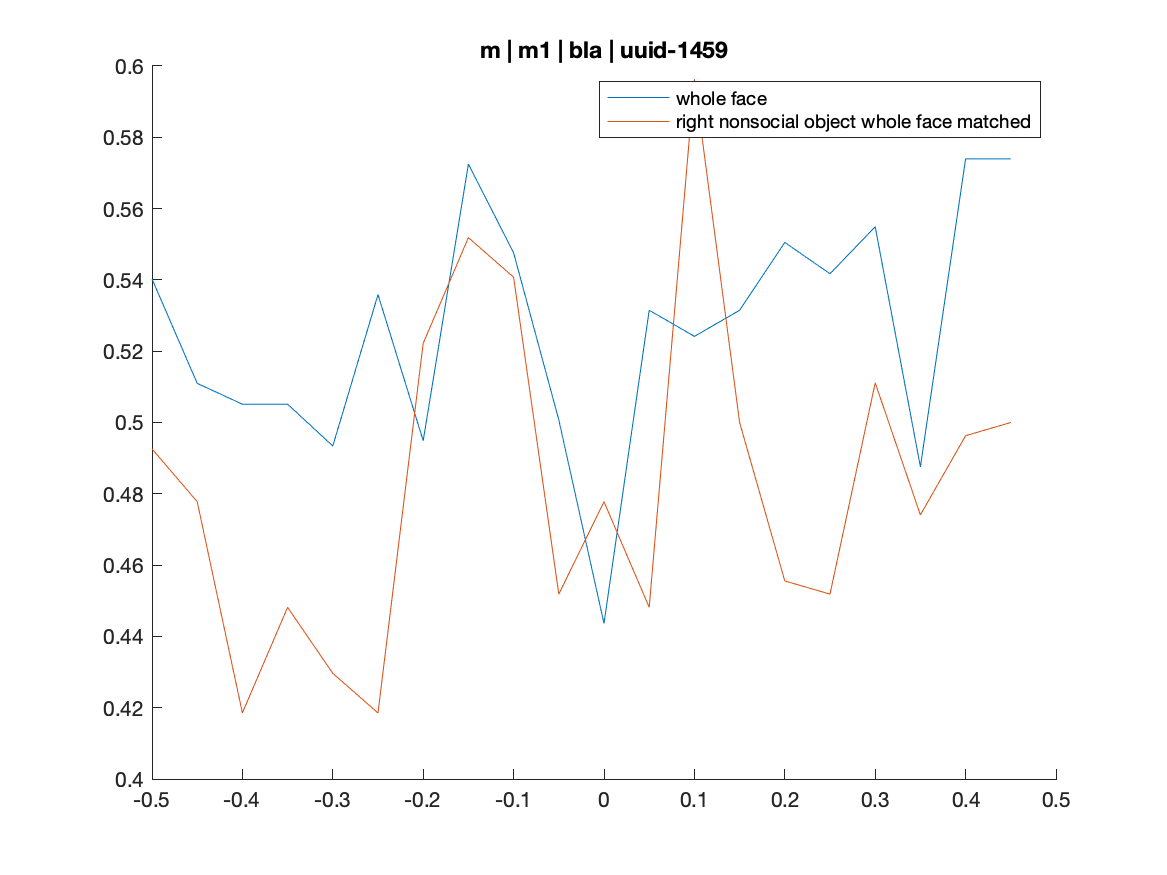 m | m1 | bla | uuid-1459
0.6
whole face
right nonsocial object whole face matched
0.58
0.56
0.54
0.52
0.5
0.48
0.46
0.44
0.42
0.4
-0.5 -0.4 -0.3 -0.2 -0.1 0 0.1 0.2 0.3 0.4 0.5